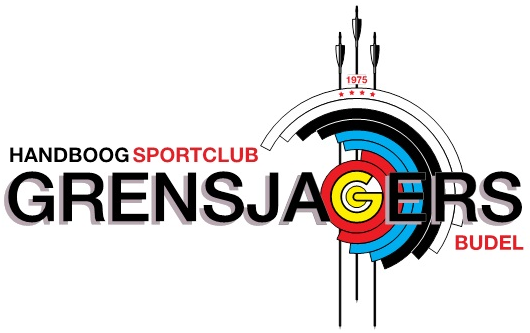 1975
HANDBOOG SPORTCLUB
GRENSJAGERS
BUDEL